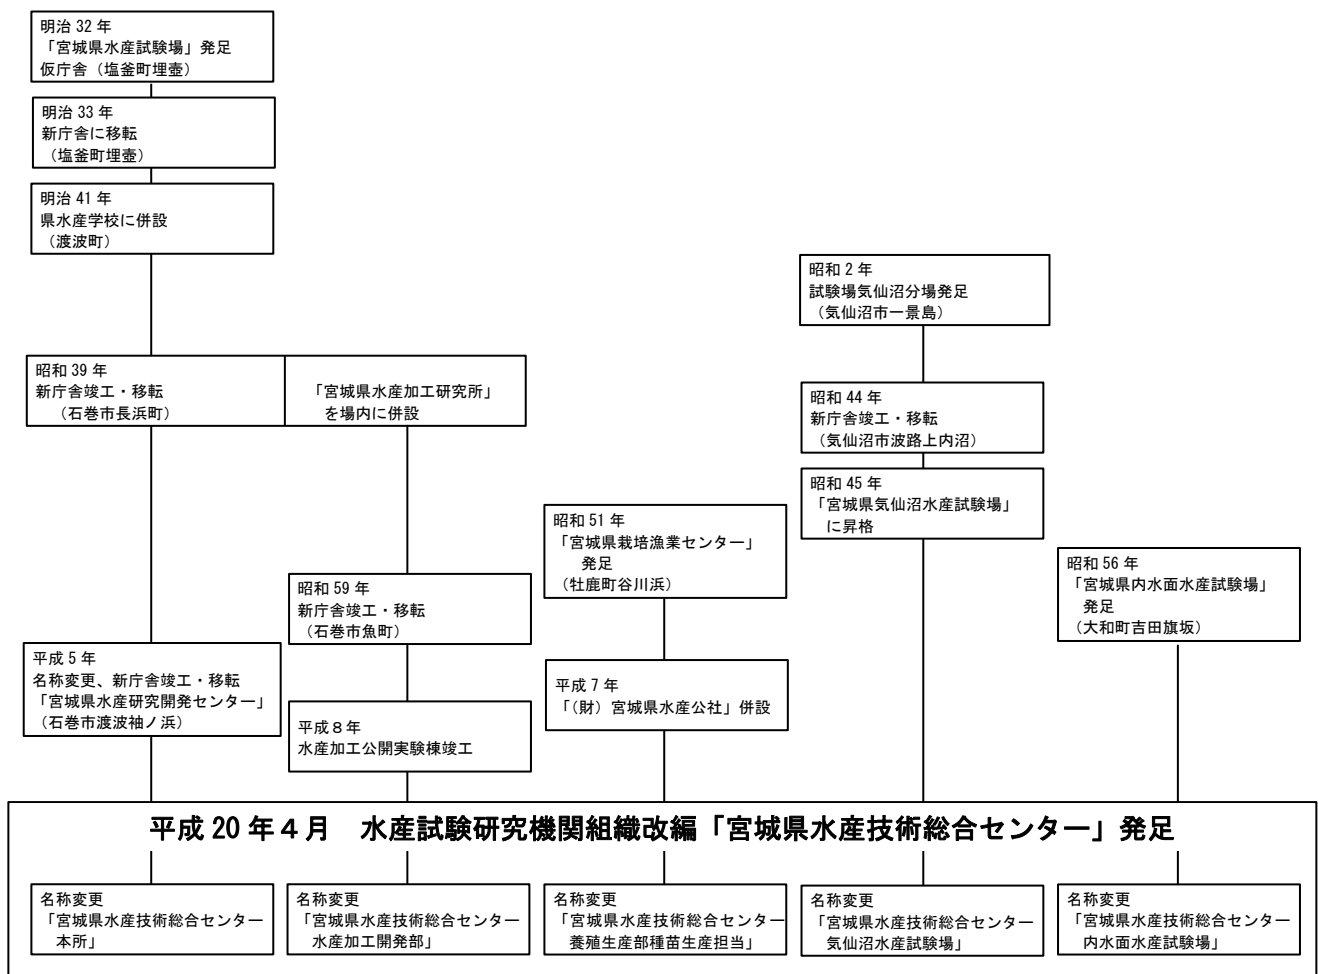 明治 32 年
「宮城県水産試験場」発足
仮庁舎（塩釜町埋壺）
明治 33 年
新庁舎に移転
（塩釜町埋壺）
明治 41 年
県水産学校に併設
（渡波町）
昭和 39 年
新庁舎竣工・移転
（石巻市長浜町）
「宮城県水産加工研究所」
を場内に併設
平成 5 年
名称変更、新庁舎竣工・移転
「宮城県水産研究開発センター」
（石巻市渡波袖ノ浜）
昭和 59 年
新庁舎竣工・移転
（石巻市魚町）
平成８年
水産加工公開実験棟竣工
昭和 51 年
「宮城県栽培漁業センター」
発足
（牡鹿町谷川浜）
平成 7 年
「（財）宮城県水産公社」併設
昭和 2 年
試験場気仙沼分場発足
（気仙沼市一景島）
昭和 44 年
新庁舎竣工・移転
（気仙沼市波路上内沼）
昭和 45 年
「宮城県気仙沼水産試験場」
に昇格
昭和 56 年
「宮城県内水面水産試験場」
発足
（大和町吉田旗坂）
平成 20 年４月　水産試験研究機関組織改編「宮城県水産技術総合センター」発足
名称変更
「宮城県水産技術総合センター
本所」
名称変更
「宮城県水産技術総合センター
水産加工開発部」
名称変更
「宮城県水産技術総合センター
養殖生産部種苗生産担当」
名称変更
「宮城県水産技術総合センター
気仙沼水産試験場」
名称変更
「宮城県水産技術総合センター
内水面水産試験場」